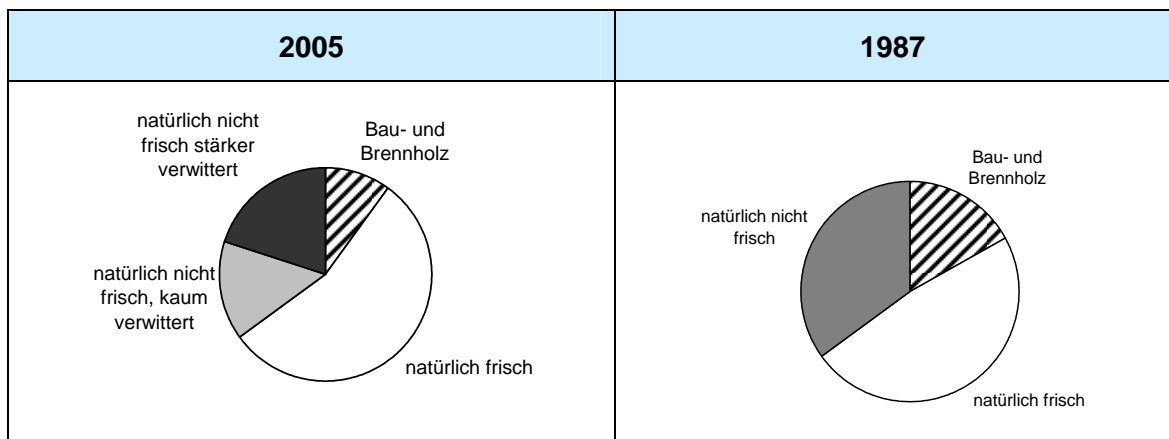 2005
1987
natürlich nicht
frisch stärker
verwittert
Bau- und
Brennholz
natürlich nicht
frisch, kaum
verwittert
natürlich frisch
Bau- und
Brennholz
natürlich nicht
frisch
natürlich frisch